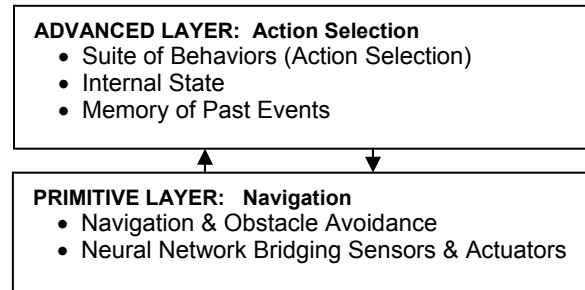 ADVANCED LAYER: Action Selection
• Suite of Behaviors (Action Selection)
• Internal State
• Memory of Past Events
PRIMITIVE LAYER: Navigation
• Navigation & Obstacle Avoidance
• Neural Network Bridging Sensors & Actuators